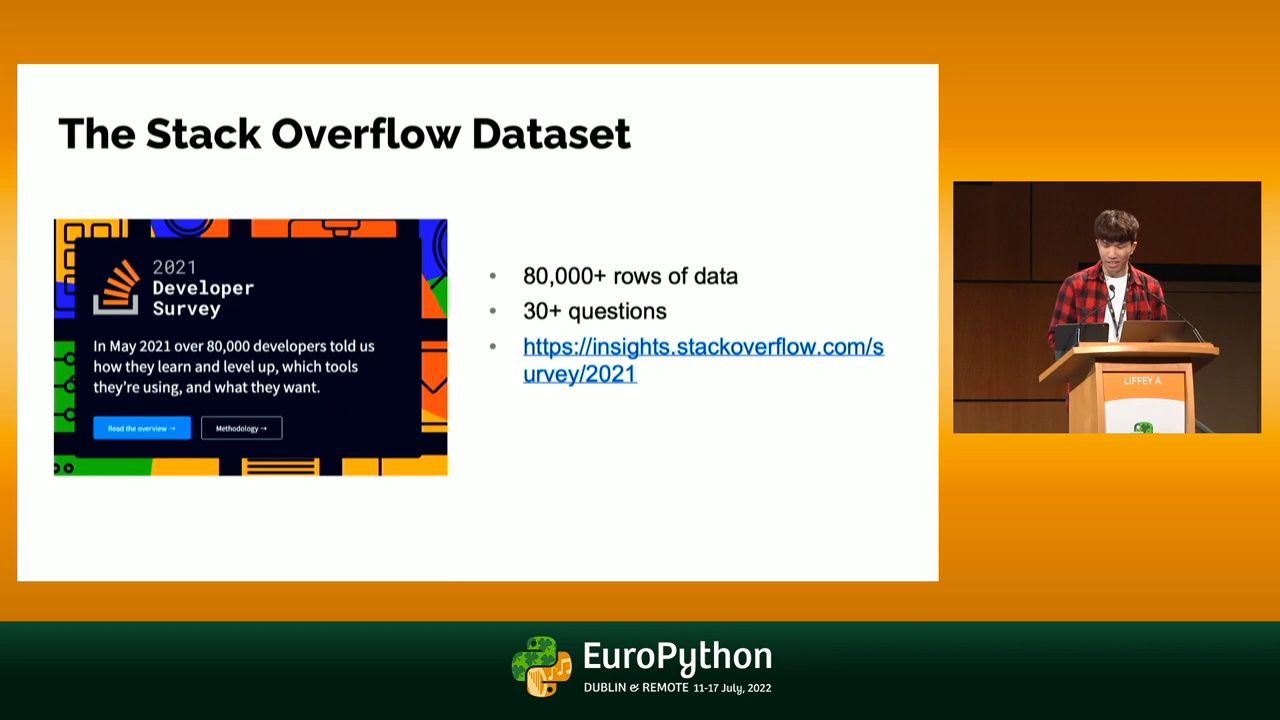 The Stack Overflow Dataset
2021
Developer
Survey
In May 2021 over 80,000 developers told us
how they learn and level up, which tools
they're using, and what they want.
Read the overview →
Methodology →
• 80,000+ rows of data
• 30+ questions
• https://insights.stackoverflow.com/s
urvey/2021
LIFFEY A
EuroPython
DUBLIN & REMOTE 11-17 July, 2022